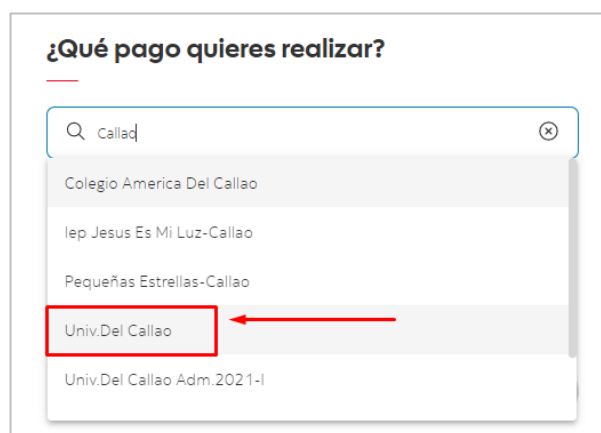 ¿Qué pago quieres realizar?
Callao
Colegio America Del Callao
Iep Jesus Es Mi Luz-Callao
Pequeñas Estrellas-Callao
Univ.Del Callao
Univ.Del Callao Adm.2021-I